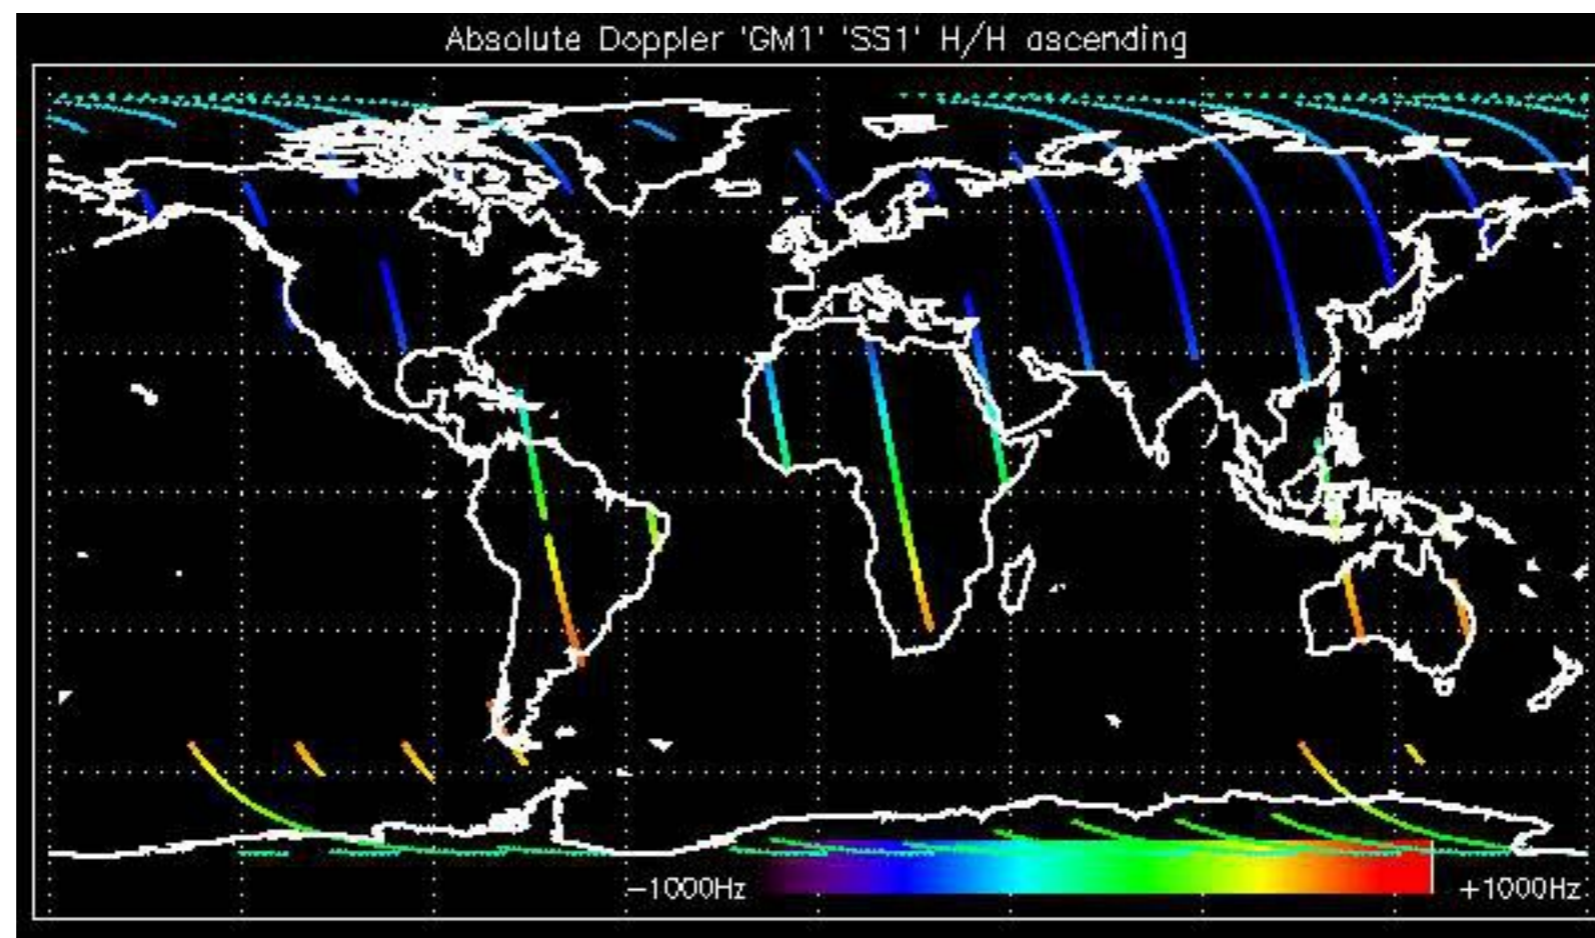 Absolute Doppler 'GM1' 'SS1' H/H ascending
-1000Hz
+1000Hz